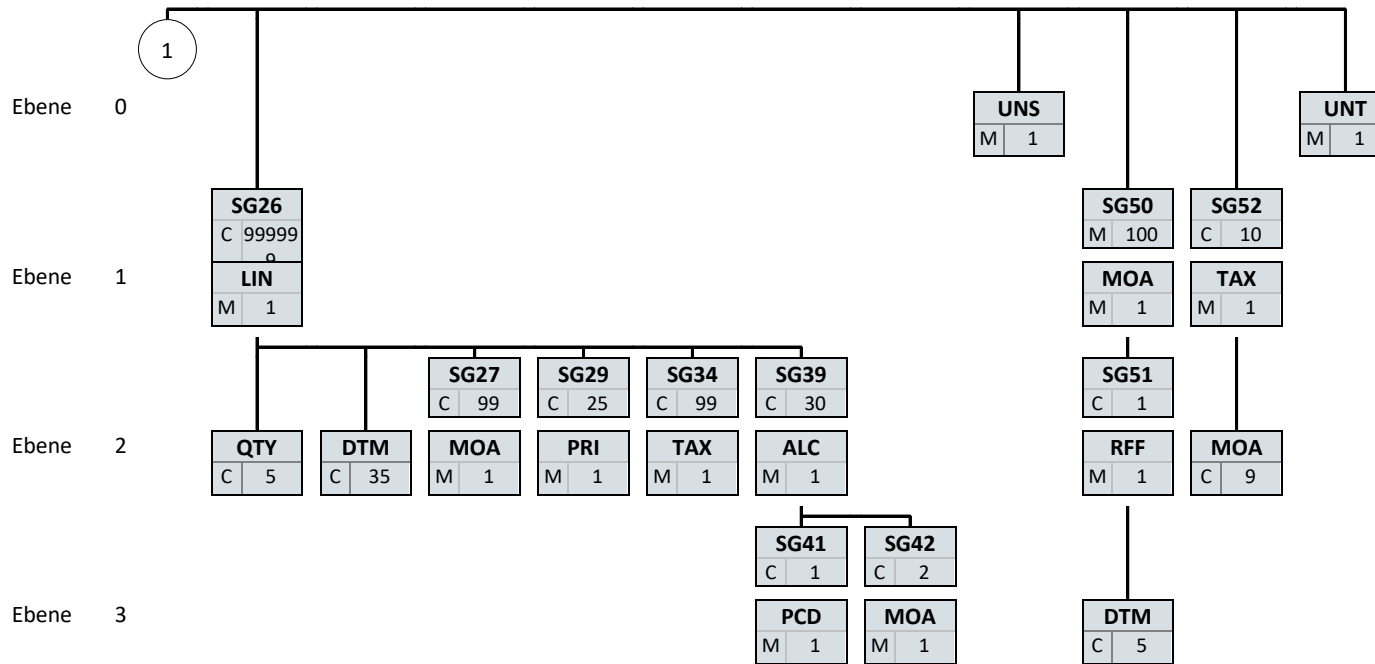 1
Ebene 0
UNS UNT
M 1 M 1
SG26 SG50 SG52
C 99999 M 100 C 10
9
Ebene 1
LIN MOA TAX
M 1 M 1 M 1
SG27 SG29 SG34 SG39 SG51
C 99 C 25 C 99 C 30 C 1
Ebene 2
QTY DTM MOA PRI TAX ALC RFF MOA
C 5 C 35 M 1 M 1 M 1 M 1 M 1 C 9
SG41 SG42
C 1 C 2
Ebene 3
PCD MOA DTM
M 1 M 1 C 5